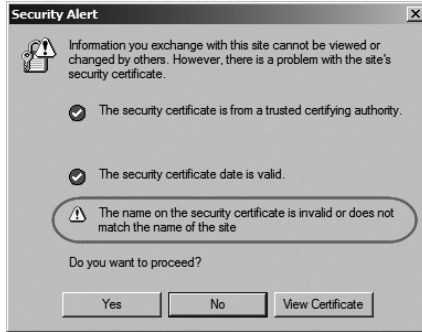 Security Alert
Information you exchange with this site cannot be viewed or
changed by others. However, there is a problem with the site's
security certificate.
The security certificate is from a trusted certifying authority.
The security certificate date is valid.
The name on the security certificate is invalid or does not
match the name of the site
Do you want to proceed?
Yes No View Certificate